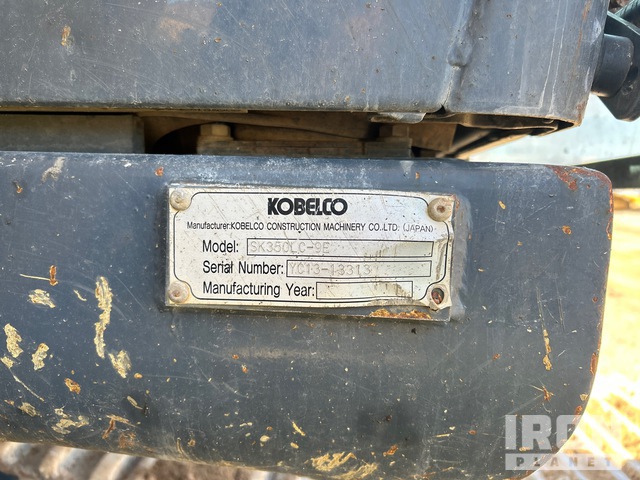 KOBELCO
Manufacturer:KOBELCO CONSTRUCTION MACHINERY CO.,LTD. (JAPAN)
Model: SK350LC-9E
Serial Number: YC13-13313
Manufacturing Year:
IRON
PLANET